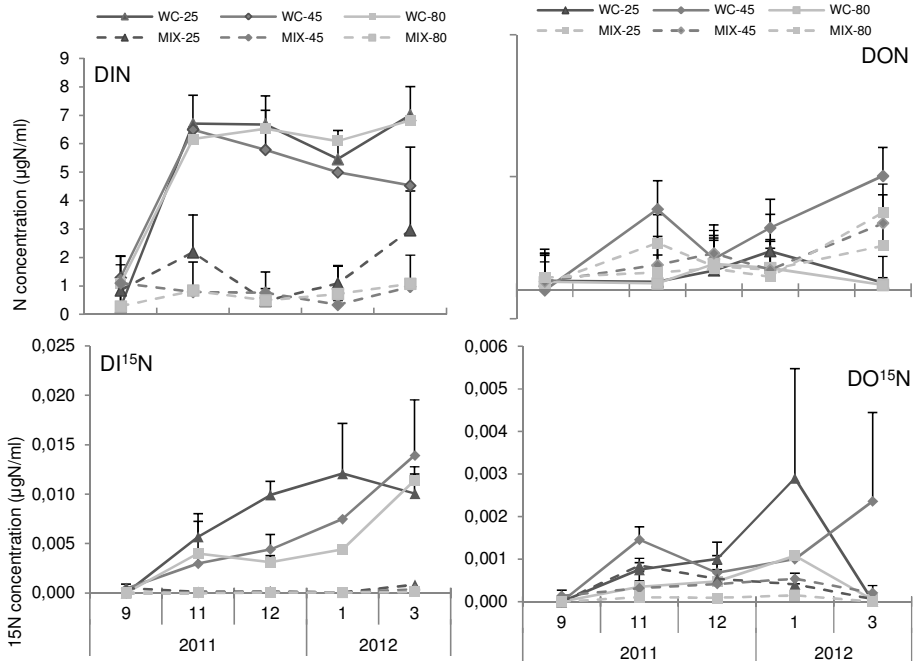 WC-25 WC-45 WC-80
MIX-25 MIX-45 MIX-80
WC-25 WC-45 WC-80
MIX-25 MIX-45 MIX-80
DIN
N concentration (µgN/ml)
9
8
7
6
5
4
3
2
1
0
DON
DI¹⁵N
15N concentration (µgN/ml)
0,025
0,020
0,015
0,010
0,005
0,000
9 11 12 1 3
2011 2012
DO¹⁵N
0,006
0,005
0,004
0,003
0,002
0,001
0,000
9 11 12 1 3
2011 2012